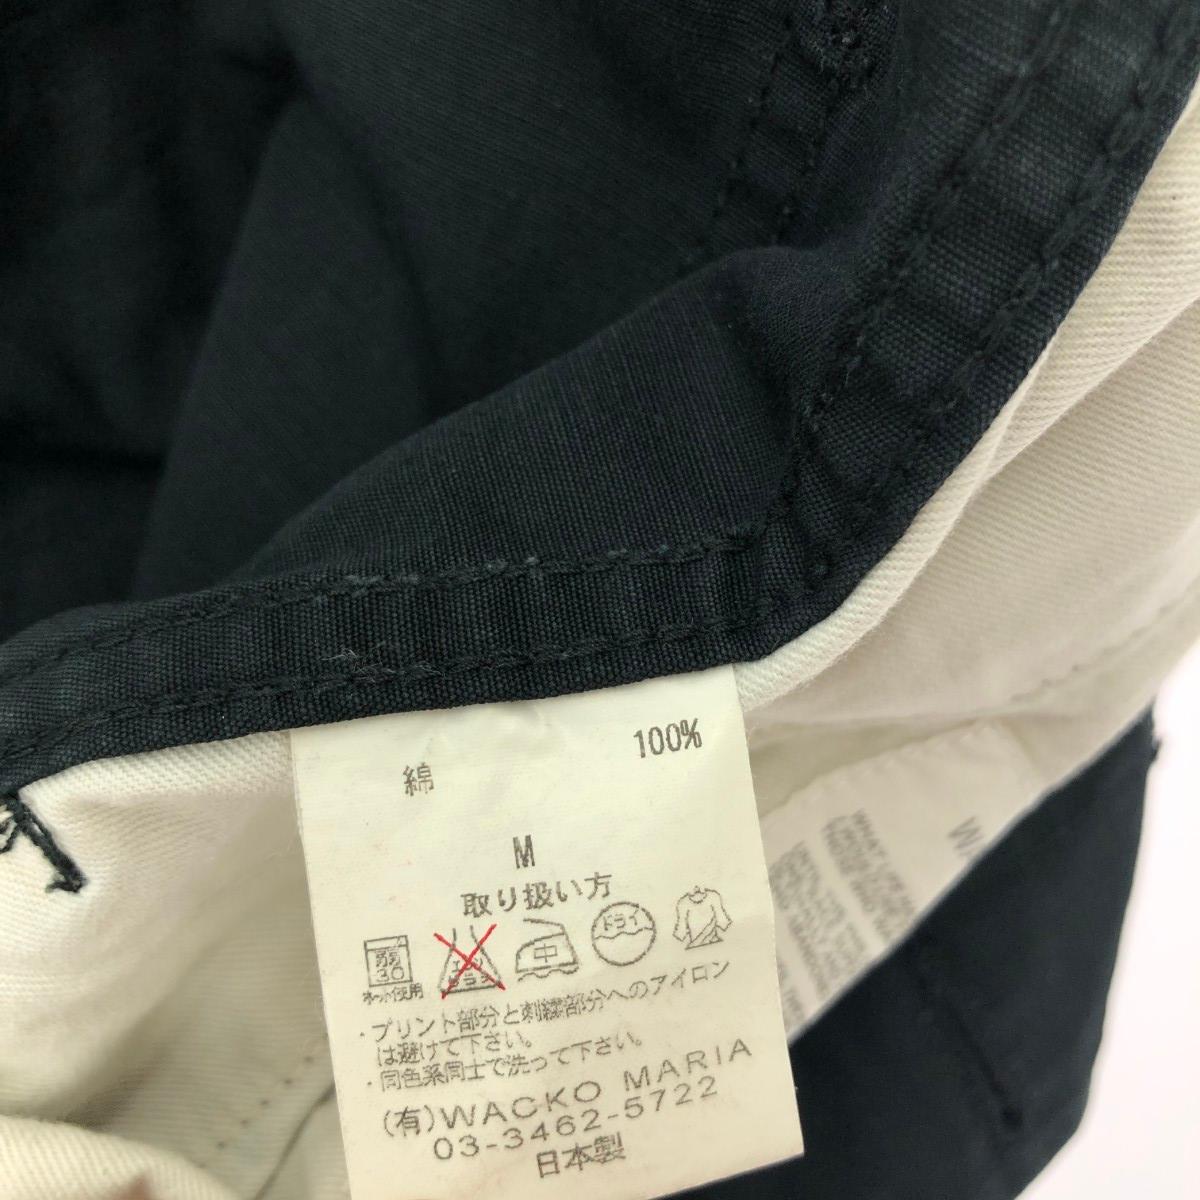 綿 100%
M
取り扱い方
弱
30
ネット使用
エンソ
サラシ
中
ドライ
・プリント部分と刺繍部分へのアイロン
は避けて下さい。
・同色系同士で洗って下さい。
(有)WACKO MARIA
03-3462-5722
日本製